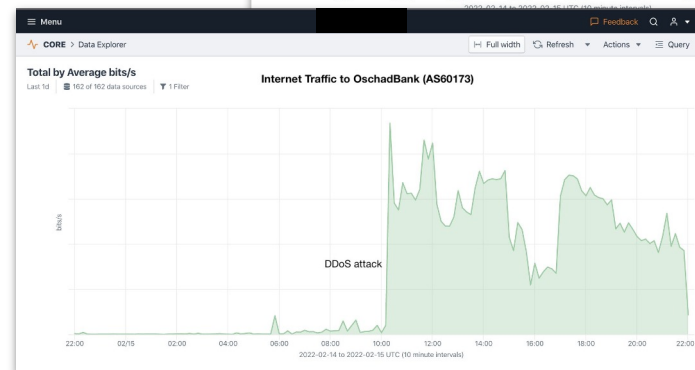 2022-02-14 to 2022-02-15 UTC (10 minute intervals)
Menu
Feedback
CORE > Data Explorer
Full width Refresh Actions Query
Total by Average bits/s
Last 1d 162 of 162 data sources 1 Filter
Internet Traffic to OschadBank (AS60173)
bits/s
DDoS attack
22:00 02/15 02:00 04:00 06:00 08:00 10:00 12:00 14:00 16:00 18:00 20:00 22:00
2022-02-14 to 2022-02-15 UTC (10 minute intervals)